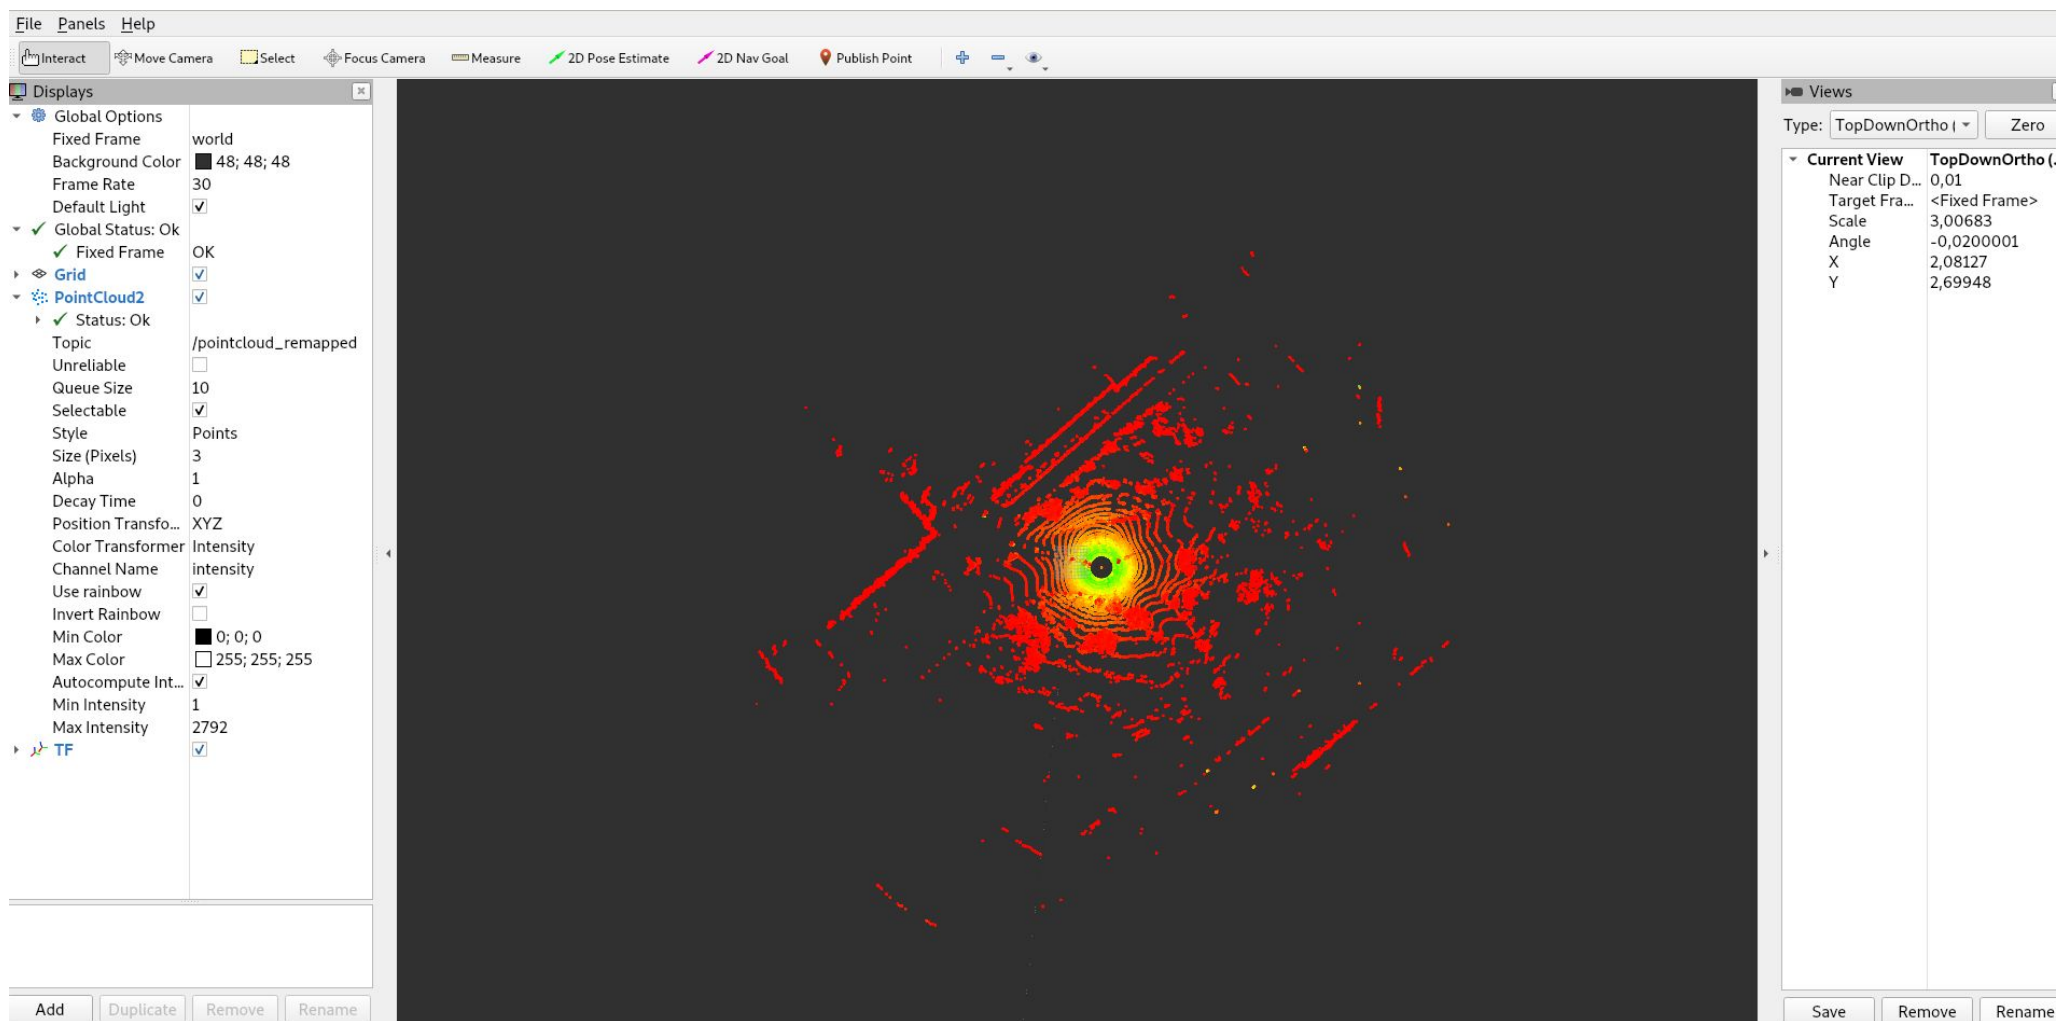 File Panels Help
Interact Move Camera Select Focus Camera Measure 2D Pose Estimate 2D Nav Goal Publish Point
Displays
Global Options
Fixed Frame world
Background Color 48; 48; 48
Frame Rate 30
Default Light
Global Status: Ok
Fixed Frame OK
Grid
PointCloud2
Status: Ok
Topic /pointcloud_remapped
Unreliable
Queue Size 10
Selectable
Style Points
Size (Pixels) 3
Alpha 1
Decay Time 0
Position Transfo... XYZ
Color Transformer Intensity
Channel Name intensity
Use rainbow
Invert Rainbow
Min Color 0; 0; 0
Max Color 255; 255; 255
Autocompute Int...
Min Intensity 1
Max Intensity 2792
TF
Add Duplicate Remove Rename
Views
Type: TopDownOrtho ( Zero
Current View TopDownOrtho (.
Near Clip D... 0,01
Target Fra... <Fixed Frame>
Scale 3,00683
Angle -0,0200001
X 2,08127
Y 2,69948
Save Remove Rename